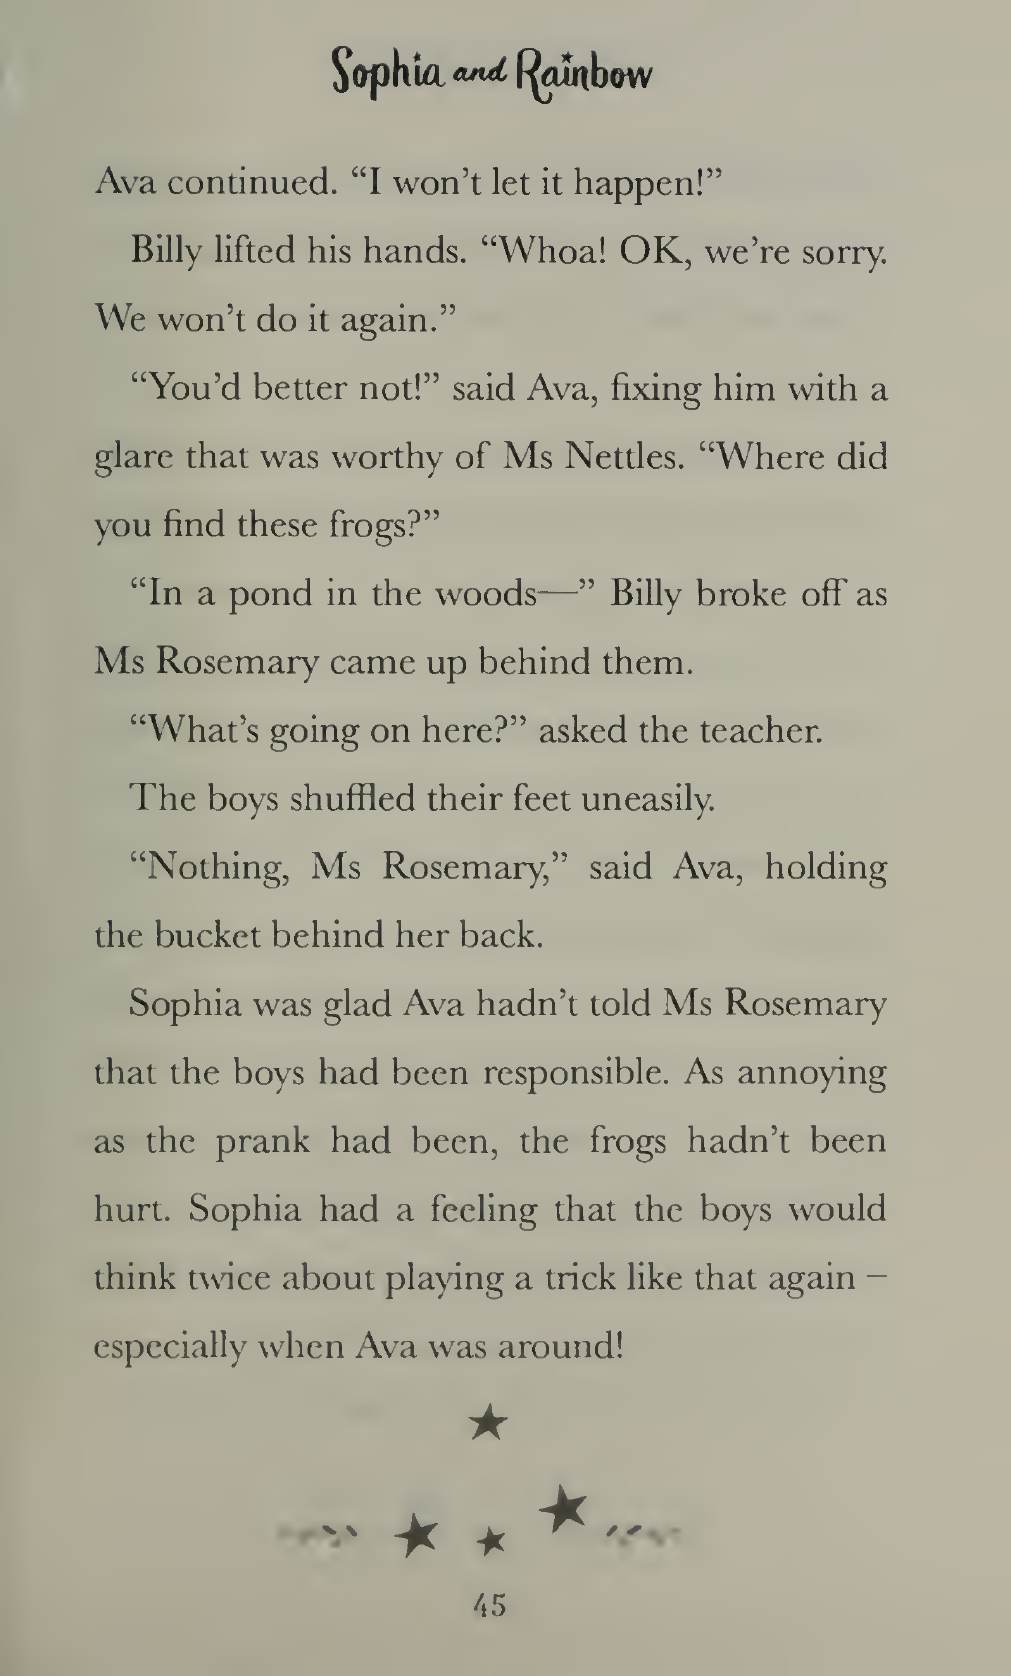 Sophia and Rainbow
Ava continued. “I won’t let it happen!”
Billy lifted his hands. “Whoa! OK, we’re sorry.
We won’t do it again.”
“You’d better not!” said Ava, fixing him with a
glare that was worthy of Ms Nettles. “Where did
you find these frogs?”
“In a pond in the woods—” Billy broke off as
Ms Rosemary came up behind them.
“What’s going on here?” asked the teacher.
The boys shuffled their feet uneasily.
“Nothing, Ms Rosemary,” said Ava, holding
the bucket behind her back.
Sophia was glad Ava hadn’t told Ms Rosemary
that the boys had been responsible. As annoying
as the prank had been, the frogs hadn’t been
hurt. Sophia had a feeling that the boys would
think twice about playing a trick like that again –
especially when Ava was around!
45